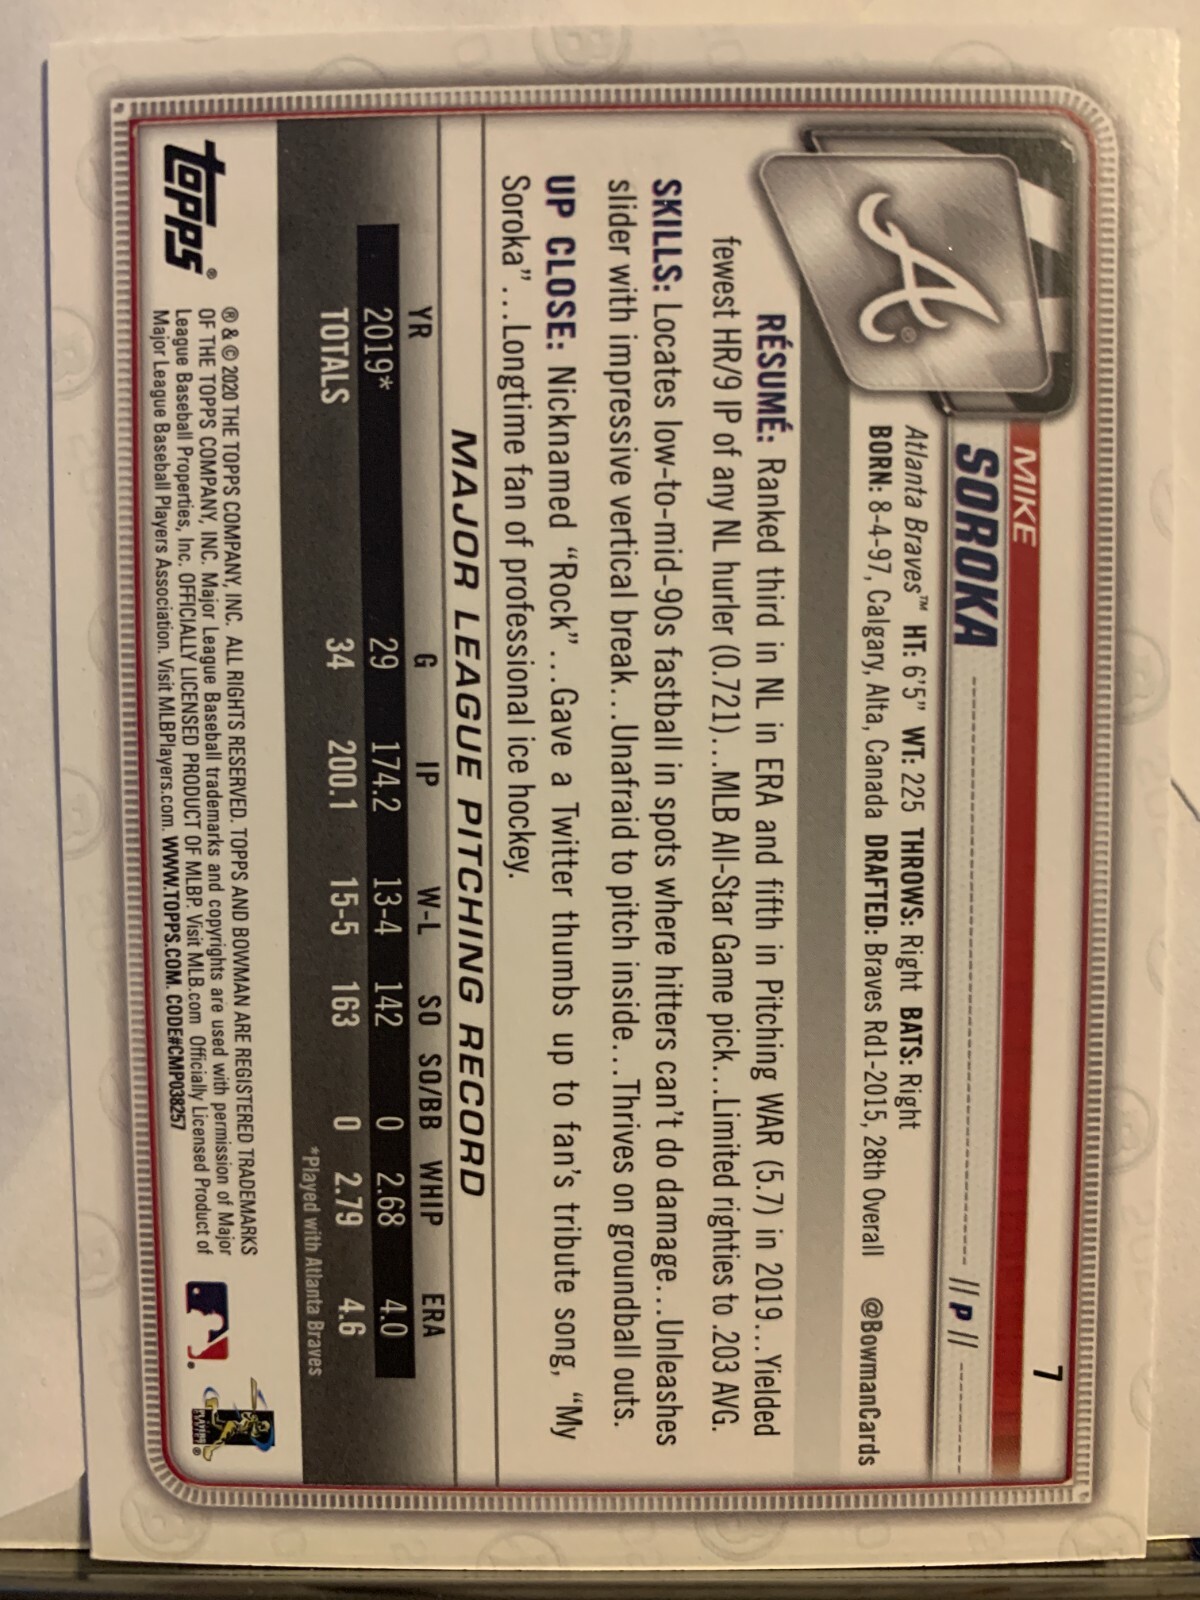 7
MIKE
SOROKA // P //
Atlanta Braves™ HT: 6'5" WT: 225 THROWS: Right BATS: Right
BORN: 8-4-97, Calgary, Alta, Canada DRAFTED: Braves Rd1-2015, 28th Overall @BowmanCards
A®
RÉSUMÉ: Ranked third in NL in ERA and fifth in Pitching WAR (5.7) in 2019...Yielded
fewest HR/9 IP of any NL hurler (0.721)...MLB All-Star Game pick...Limited righties to .203 AVG.
SKILLS: Locates low-to-mid-90s fastball in spots where hitters can't do damage...Unleashes
slider with impressive vertical break...Unafraid to pitch inside...Thrives on groundball outs.
UP CLOSE: Nicknamed “Rock”...Gave a Twitter thumbs up to fan's tribute song, “My
Soroka”...Longtime fan of professional ice hockey.
MAJOR LEAGUE PITCHING RECORD
YR G IP W-L SO SO/BB WHIP ERA
2019* 29 174.2 13-4 142 0 2.68 4.0
TOTALS 34 200.1 15-5 163 0 2.79 4.6
*Played with Atlanta Braves
topps®
® & © 2020 THE TOPPS COMPANY, INC. ALL RIGHTS RESERVED. TOPPS AND BOWMAN ARE REGISTERED TRADEMARKS
OF THE TOPPS COMPANY, INC. Major League Baseball trademarks and copyrights are used with permission of Major
League Baseball Properties, Inc. OFFICIALLY LICENSED PRODUCT OF MLBP. Visit MLB.com Officially Licensed Product of
Major League Baseball Players Association. Visit MLBPlayers.com. WWW.TOPPS.COM. CODE#CMP038257